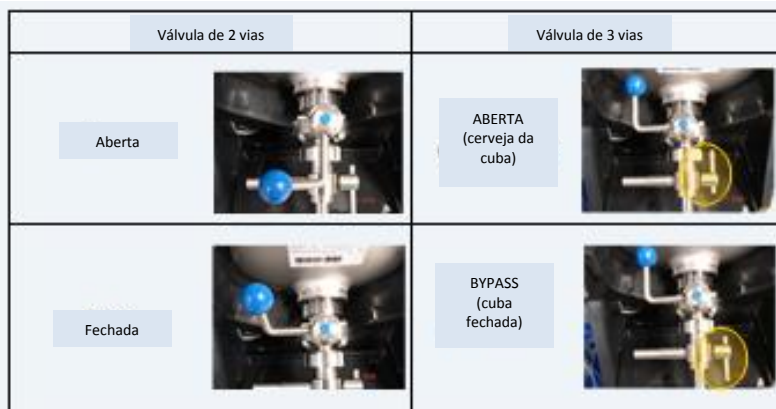 Válvula de 2 vias
Válvula de 3 vias
Aberta
ABERTA
(cerveja da
cuba)
Fechada
BYPASS
(cuba
fechada)